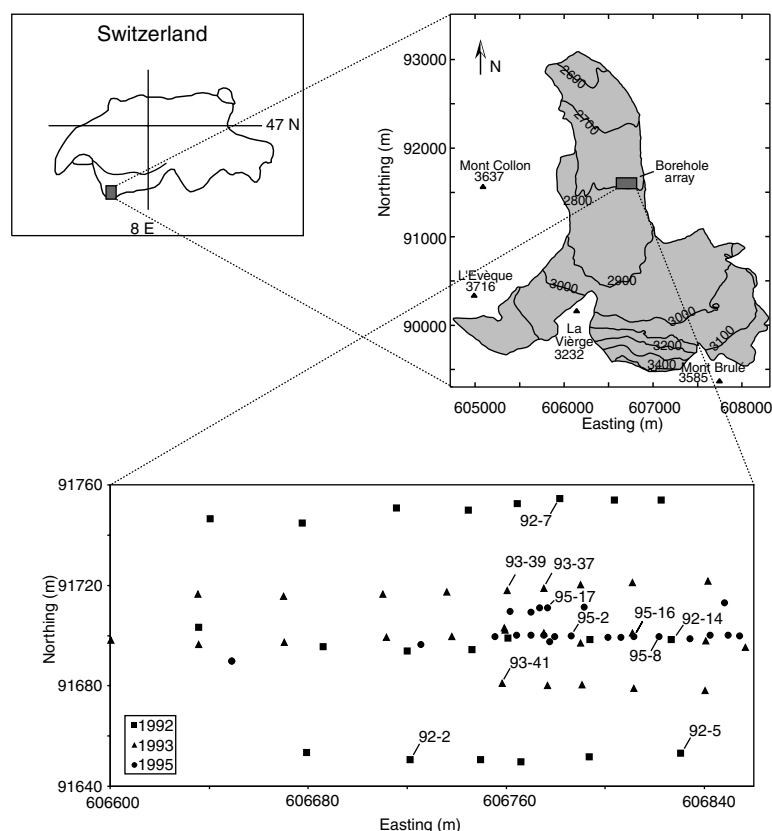 Switzerland
47 N
8 E
93000
92000
91000
90000
Northing (m)
N
2600
2700
2800
2900
3000
3000
3100
3200
3400
Mont Collon
3637
Borehole
array
L'Evêque
3716
La
Vièrge
3232
Mont Brulé
3585
605000 606000 607000 608000
Easting (m)
91760
91720
91680
91640
Northing (m)
92-7
93-39 93-37
95-17
95-2 95-16 92-14
93-41 95-8
92-2 92-5
1992
1993
1995
606600 606680 606760 606840
Easting (m)